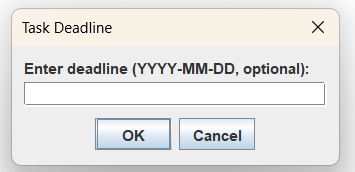 Task Deadline
Enter deadline (YYYY-MM-DD, optional):
OK
Cancel